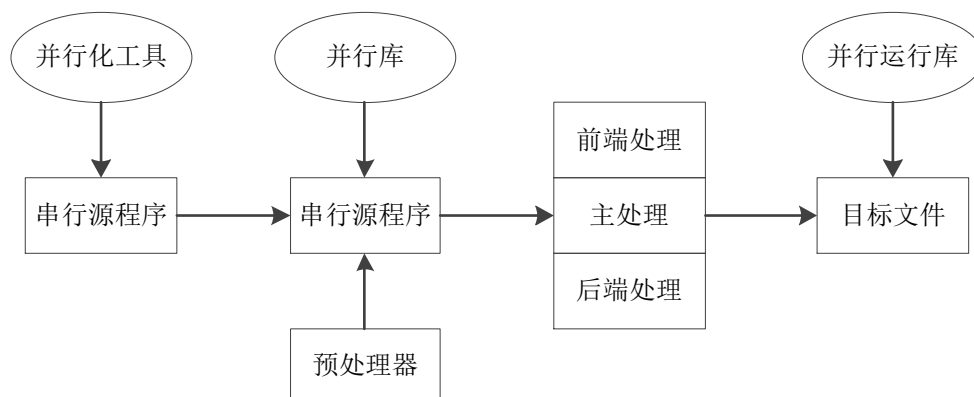 并行化工具
并行库
并行运行库
前端处理
串行源程序
串行源程序
主处理
目标文件
后端处理
预处理器